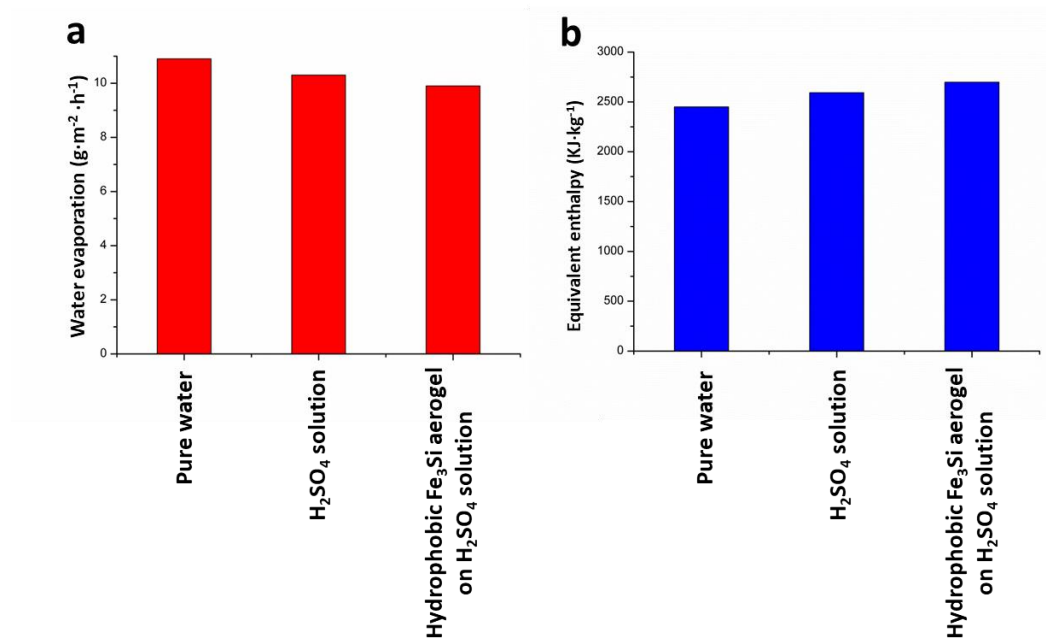 a
Water evaporation (g·m⁻²·h⁻¹)
10
8
6
4
2
0
Pure water
H₂SO₄ solution
Hydrophobic Fe₃Si aerogel
on H₂SO₄ solution
b
Equivalent enthalpy (KJ·kg⁻¹)
3000
2500
2000
1500
1000
500
0
Pure water
H₂SO₄ solution
Hydrophobic Fe₃Si aerogel
on H₂SO₄ solution